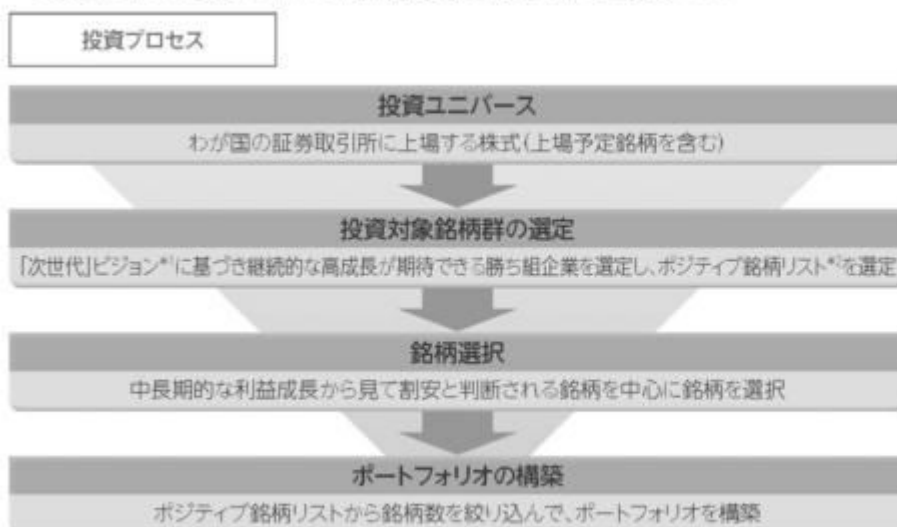 投資プロセス
投資ユニバース
わが国の証券取引所に上場する株式(上場予定銘柄を含む)
投資対象銘柄群の選定
「次世代」ビジョン*¹に基づき継続的な高成長が期待できる勝ち組企業を選定し、ポジティブ銘柄リスト*²を選定
銘柄選択
中長期的な利益成長から見て割安と判断される銘柄を中心に銘柄を選択
ポートフォリオの構築
ポジティブ銘柄リストから銘柄数を絞り込んで、ポートフォリオを構築